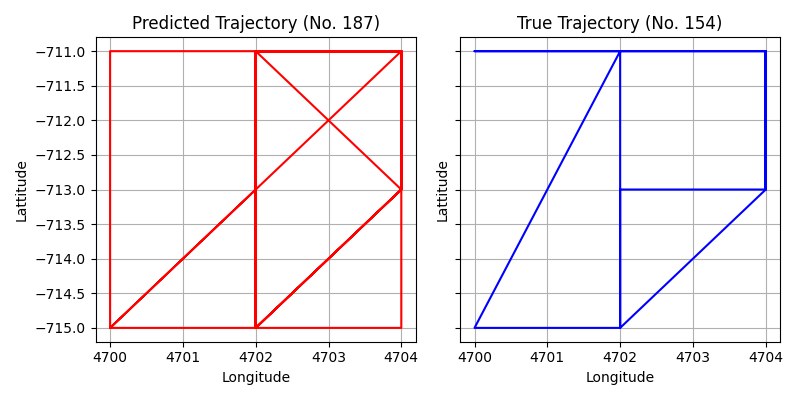 Predicted Trajectory (No. 187)
True Trajectory (No. 154)
−711.0
−711.5
−712.0
−712.5
−713.0
−713.5
−714.0
−714.5
−715.0
Lattitude
Lattitude
4700 4701 4702 4703 4704
4700 4701 4702 4703 4704
Longitude
Longitude